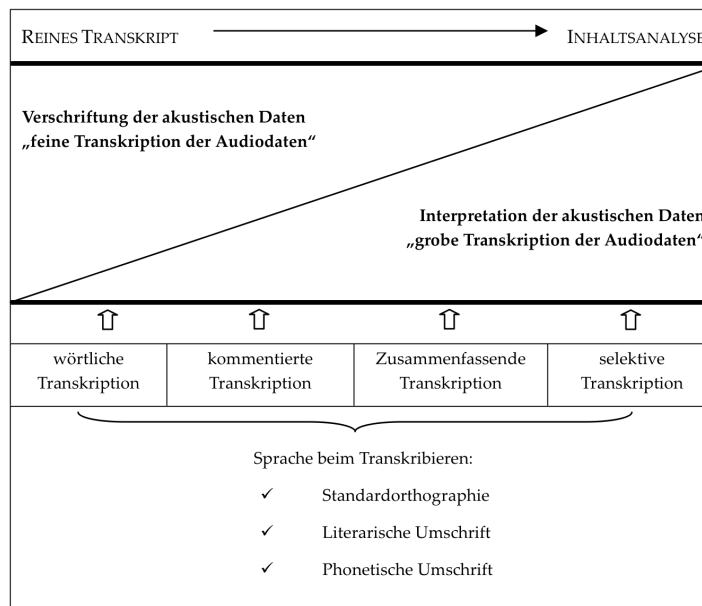 REINES TRANSKRIPT INHALTSANALYSE
Verschriftung der akustischen Daten
„feine Transkription der Audiodaten“
Interpretation der akustischen Daten
„grobe Transkription der Audiodaten“
wörtliche
Transkription
kommentierte
Transkription
Zusammenfassende
Transkription
selektive
Transkription
Sprache beim Transkribieren:
✓ Standardorthographie
✓ Literarische Umschrift
✓ Phonetische Umschrift